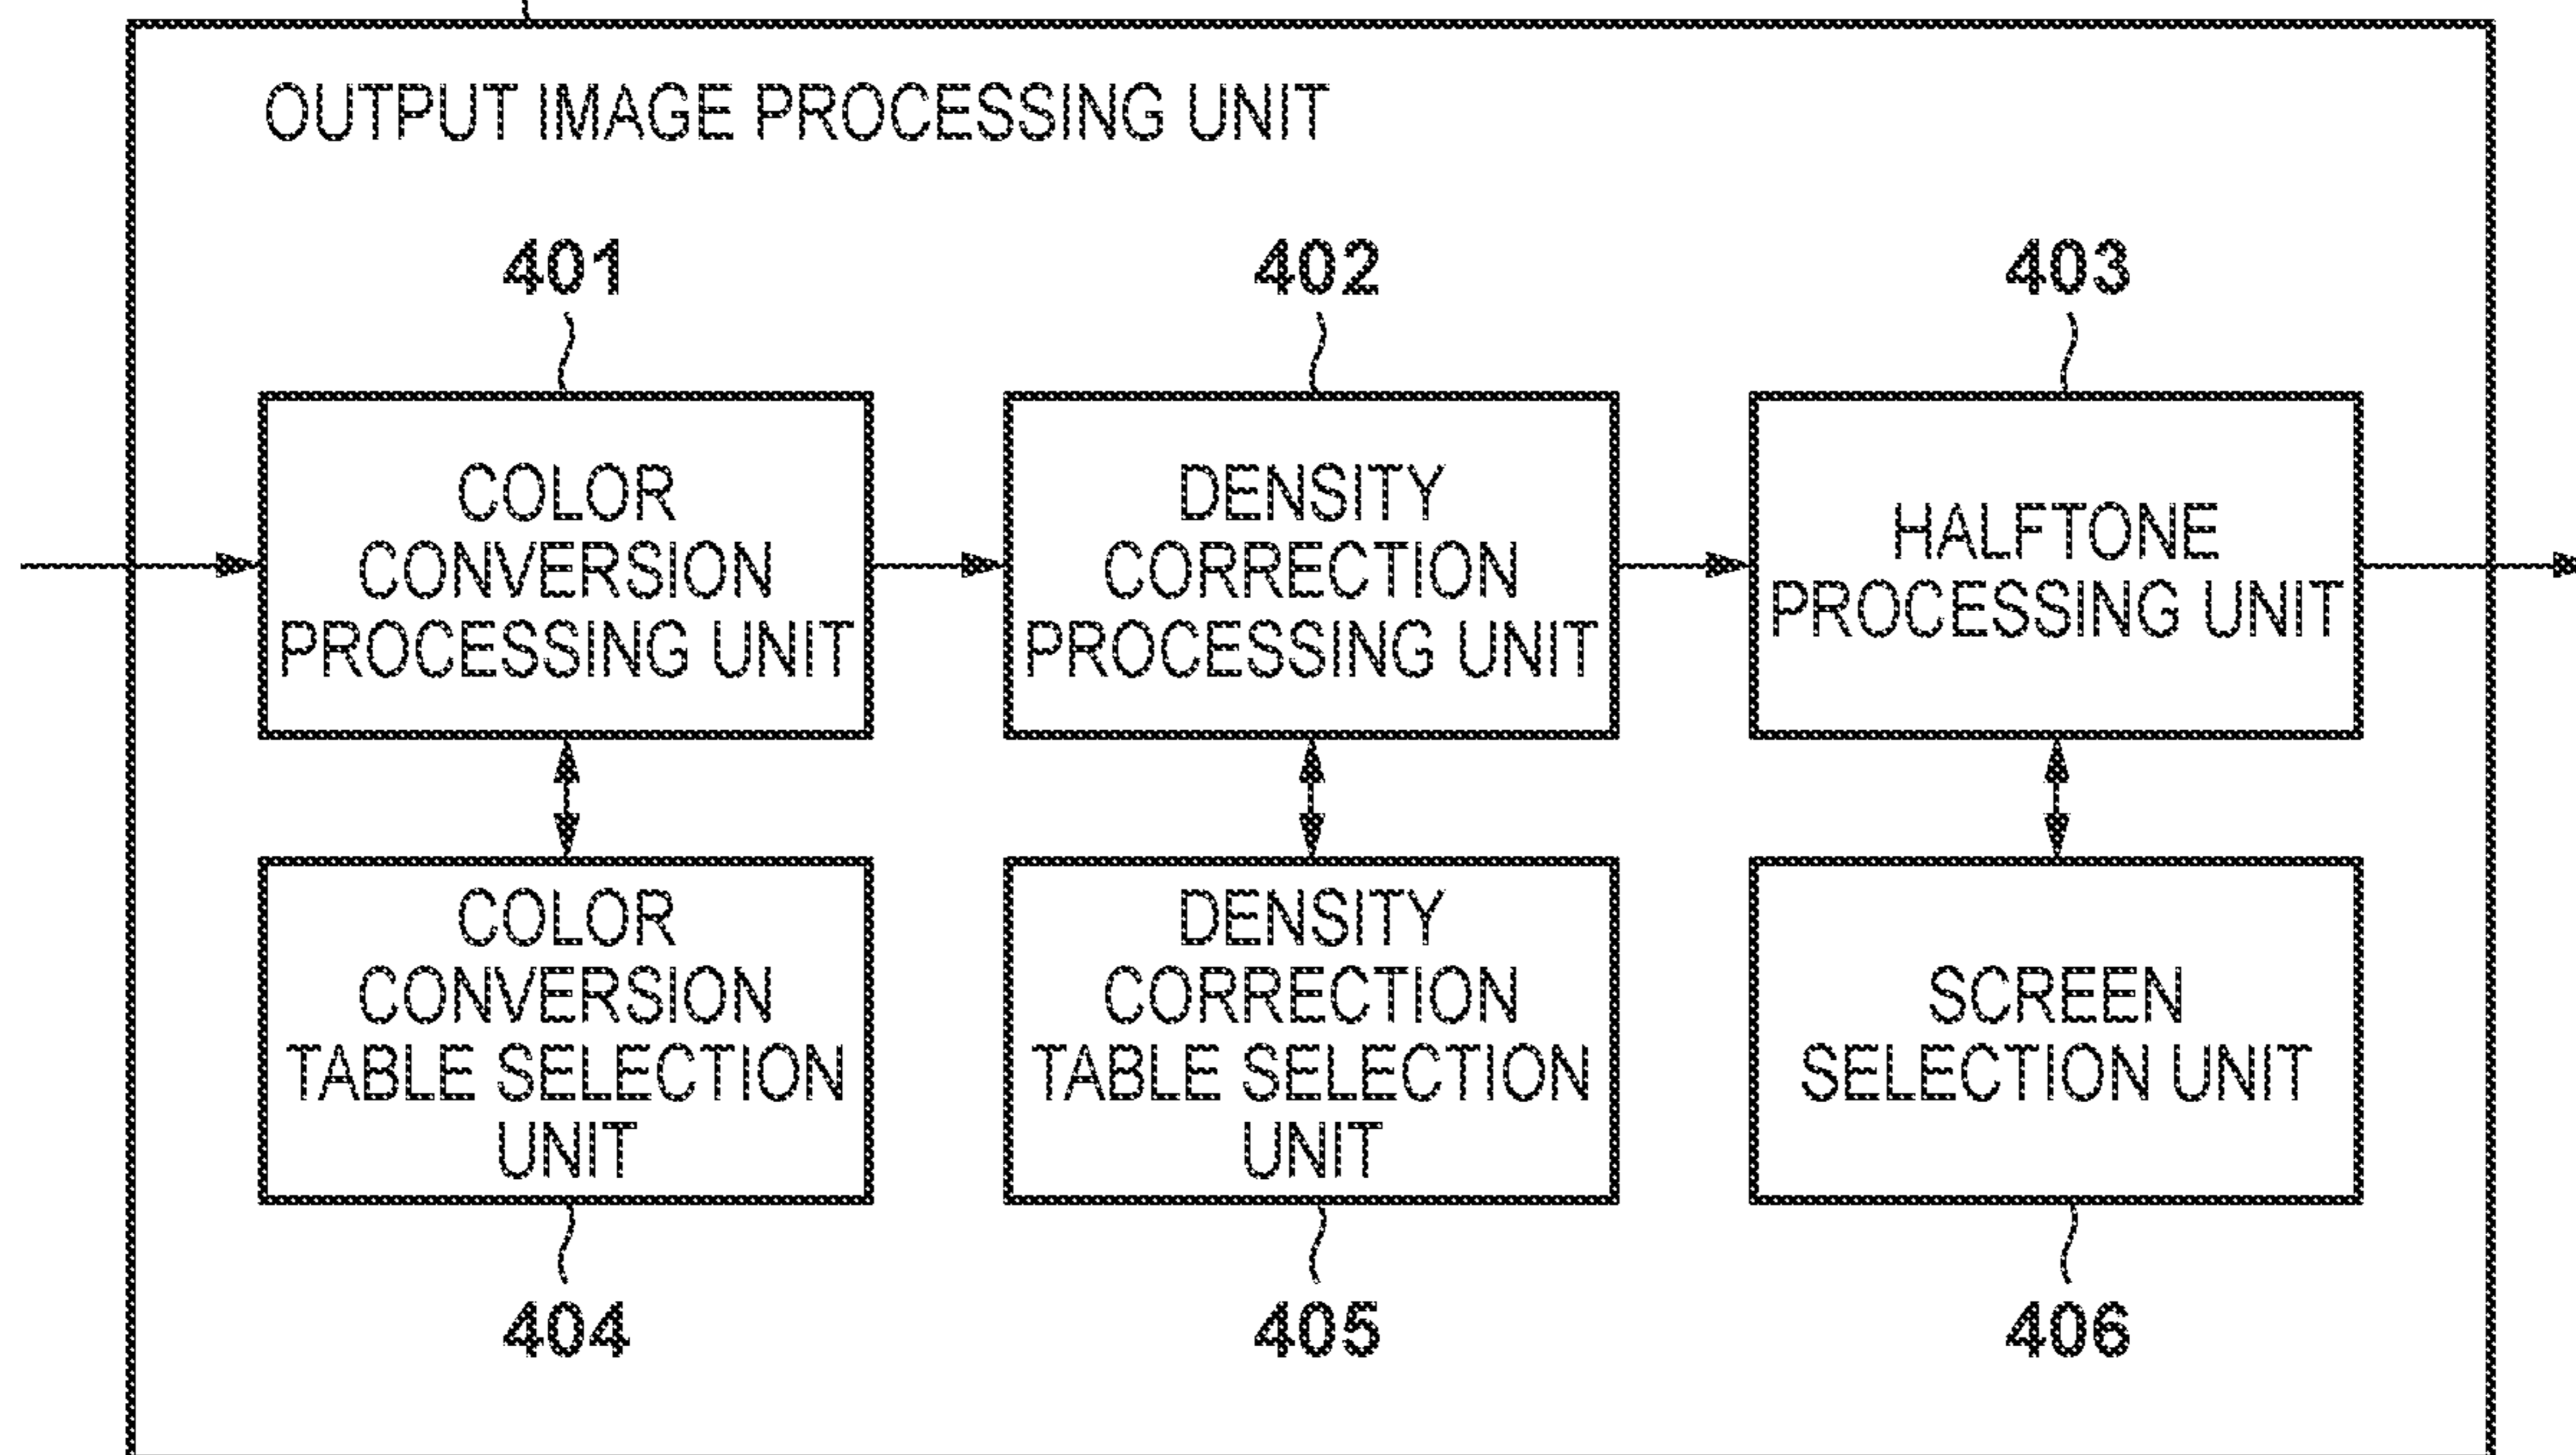 OUTPUT IMAGE PROCESSING UNIT
401
402
403
COLOR
CONVERSION
PROCESSING UNIT
DENSITY
CORRECTION
PROCESSING UNIT
HALFTONE
PROCESSING UNIT
COLOR
CONVERSION
TABLE SELECTION
UNIT
DENSITY
CORRECTION
TABLE SELECTION
UNIT
SCREEN
SELECTION UNIT
404
405
406